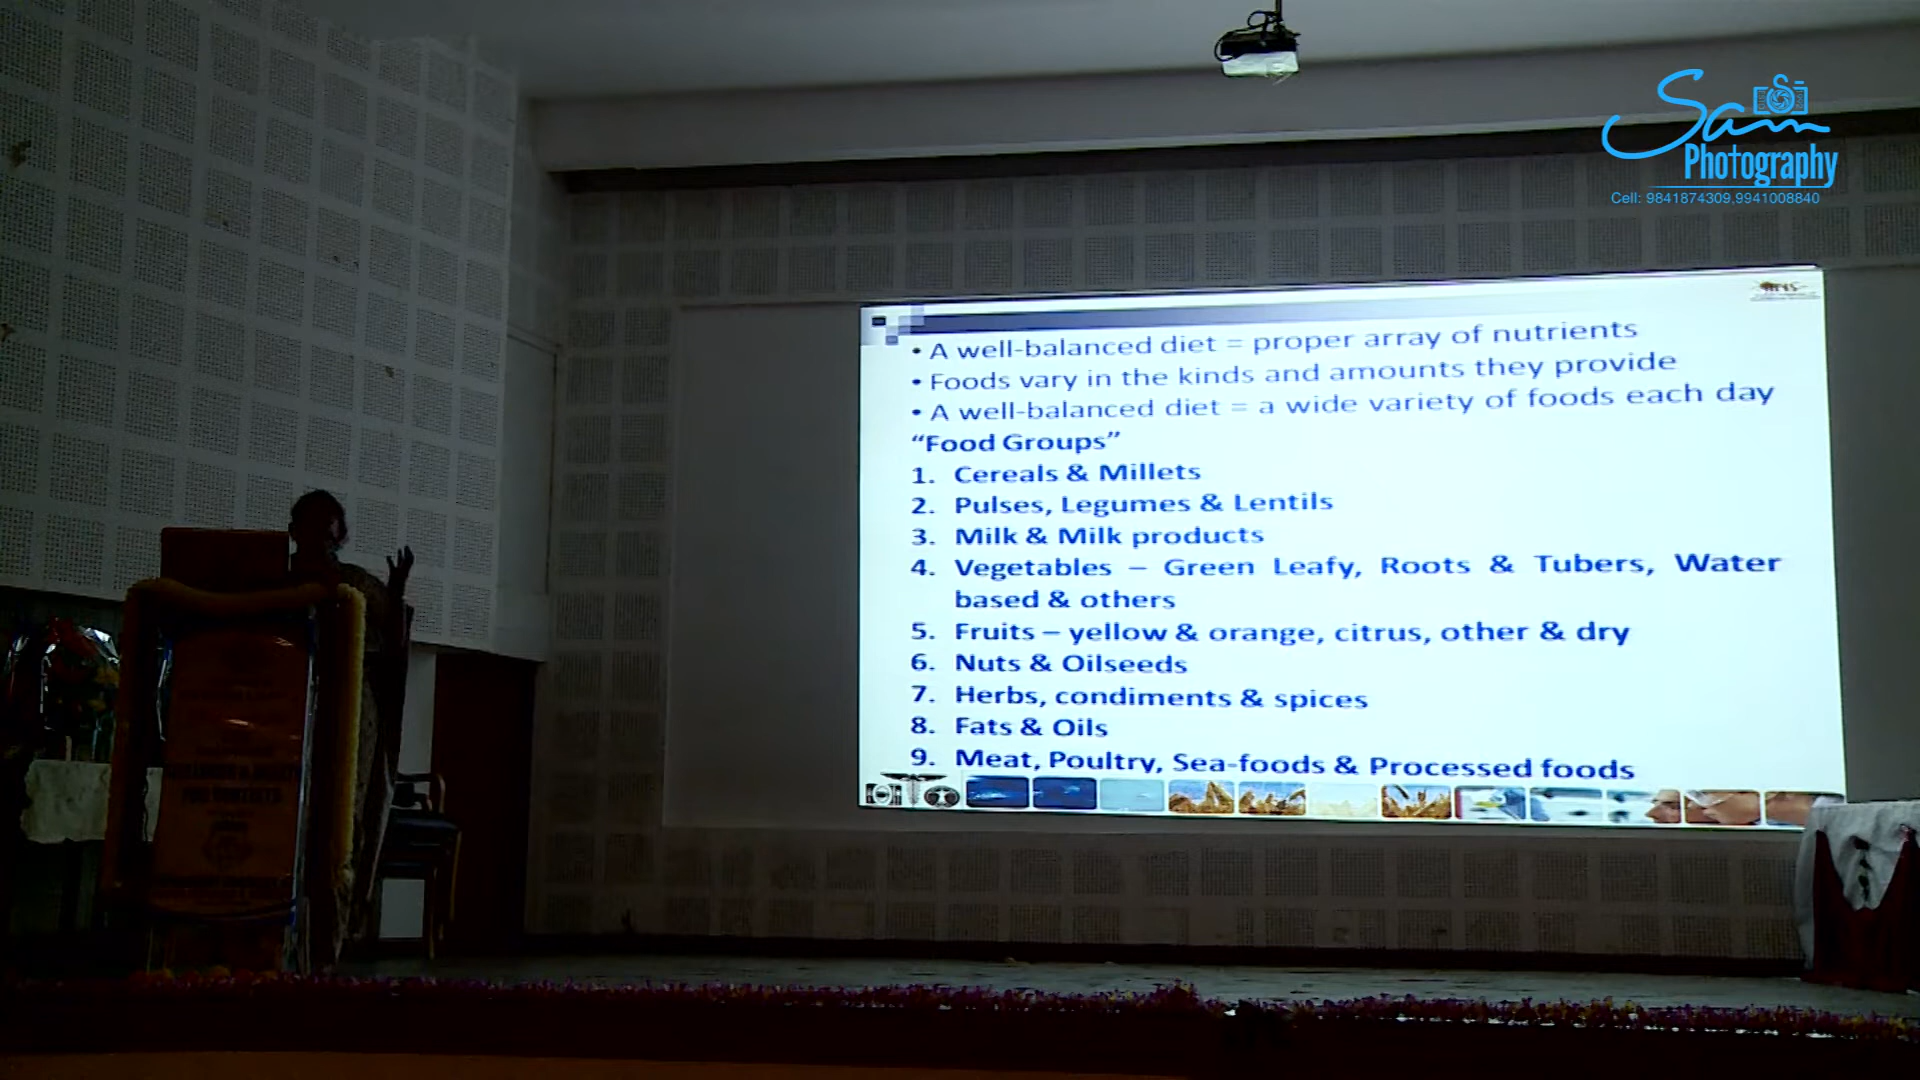 Sam
Photography
Cell: 9841874309,9941008840
• A well-balanced diet = proper array of nutrients
• Foods vary in the kinds and amounts they provide
• A well-balanced diet = a wide variety of foods each day
“Food Groups”
1. Cereals & Millets
2. Pulses, Legumes & Lentils
3. Milk & Milk products
4. Vegetables – Green Leafy, Roots & Tubers, Water
based & others
5. Fruits – yellow & orange, citrus, other & dry
6. Nuts & Oilseeds
7. Herbs, condiments & spices
8. Fats & Oils
9. Meat, Poultry, Sea-foods & Processed foods